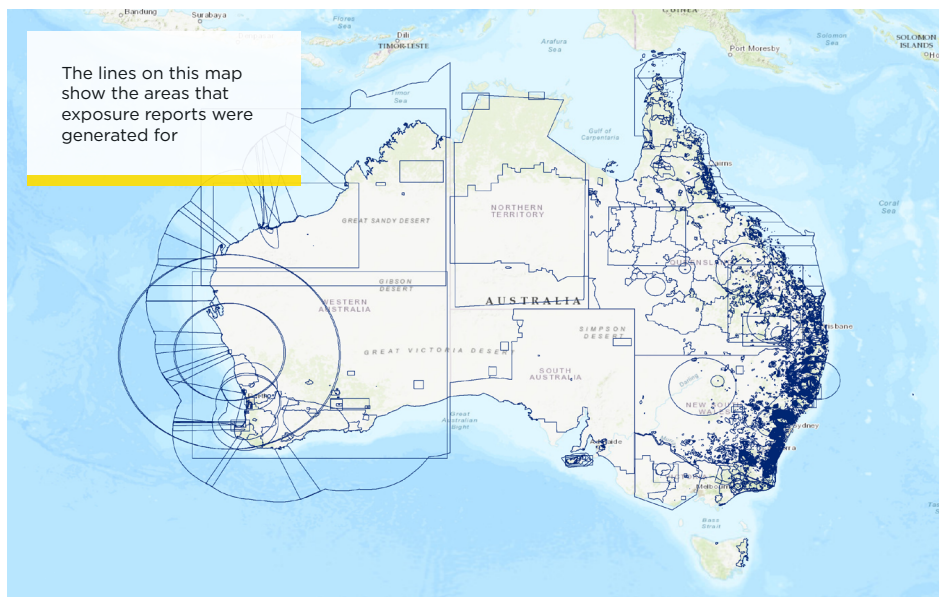 Bandung
Surabaya
Flores
Sea
Dili
TIMOR-LESTE
Arafura
Sea
GUINEA
Port Moresby
Solomon
Sea
SOLOMON
ISLANDS
The lines on this map
show the areas that
exposure reports were
generated for
Timor
Sea
Gulf of
Carpentaria
Coral
Sea
GREAT SANDY DESERT
NORTHERN
TERRITORY
GIBSON
DESERT
WESTERN
AUSTRALIA
AUSTRALIA
SIMPSON
DESERT
GREAT VICTORIA DESERT
SOUTH
AUSTRALIA
Darling
Great
Australian
Bight
Bass
Strait